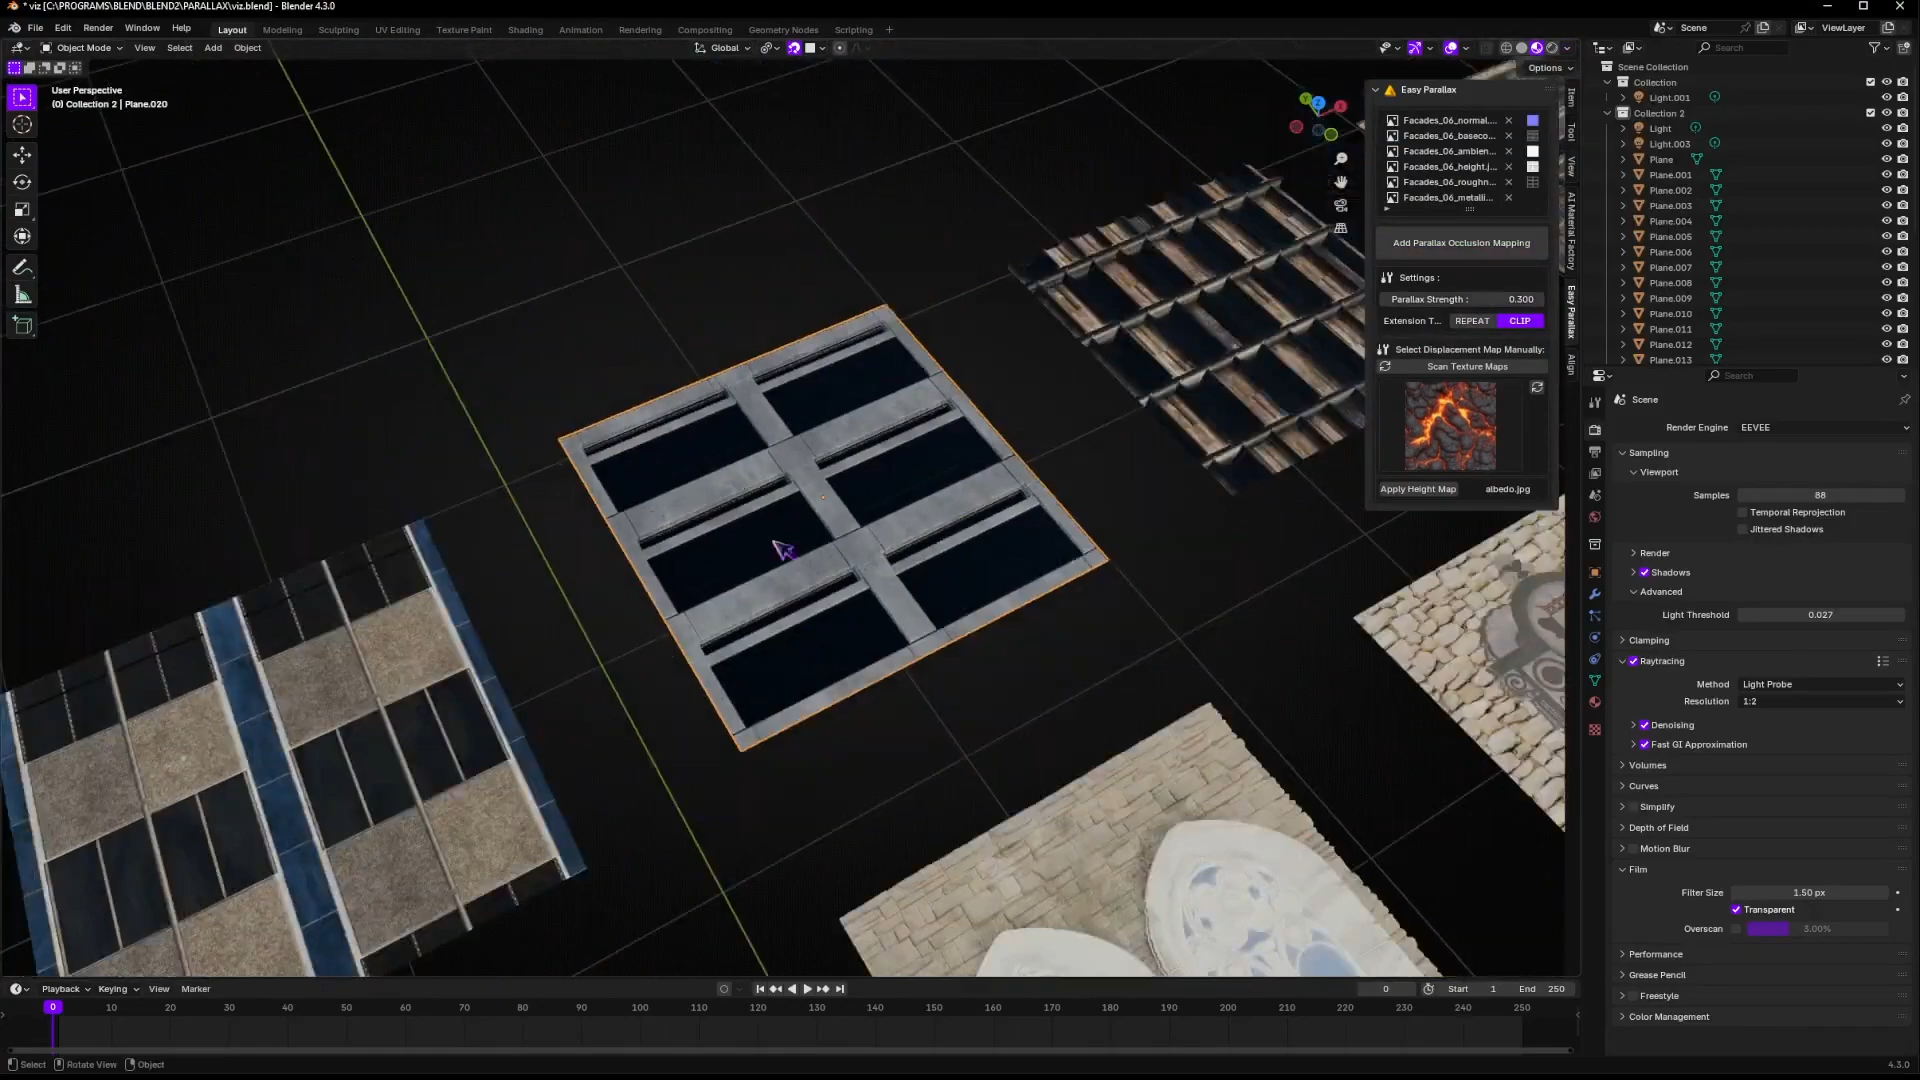 * viz [C:\PROGRAMS\BLEND\BLEND2\PARALLAX\viz.blend] - Blender 4.3.0
File Edit Render Window Help Layout Modeling Sculpting UV Editing Texture Paint Shading Animation Rendering Compositing Geometry Nodes Scripting + Scene ViewLayer
Object Mode View Select Add Object Global Search
Options
User Perspective
(0) Collection 2 | Plane.020
Easy Parallax
Facades_06_normal....
Facades_06_baseco...
Facades_06_ambien...
Facades_06_height.j...
Facades_06_roughn...
Facades_06_metalli...
Add Parallax Occlusion Mapping
Settings :
Parallax Strength : 0.300
Extension T... REPEAT CLIP
Select Displacement Map Manually:
Scan Texture Maps
Apply Height Map albedo.jpg
Item
Tool
View
AI Material Factory
Easy Parallax
Align
Scene Collection
Collection
Light.001
Collection 2
Light
Light.003
Plane
Plane.001
Plane.002
Plane.003
Plane.004
Plane.005
Plane.006
Plane.007
Plane.008
Plane.009
Plane.010
Plane.011
Plane.012
Plane.013
Search
Scene
Render Engine EEVEE
Sampling
Viewport
Samples 88
Temporal Reprojection
Jittered Shadows
Render
Shadows
Advanced
Light Threshold 0.027
Clamping
Raytracing
Method Light Probe
Resolution 1:2
Denoising
Fast GI Approximation
Volumes
Curves
Simplify
Depth of Field
Motion Blur
Film
Filter Size 1.50 px
Transparent
Overscan 3.00%
Performance
Grease Pencil
Freestyle
Color Management
Playback Keying View Marker 0 Start 1 End 250
0 10 20 30 40 50 60 70 80 90 100 110 120 130 140 150 160 170 180 190 200 210 220 230 240 250
Select Rotate View Object 4.3.0